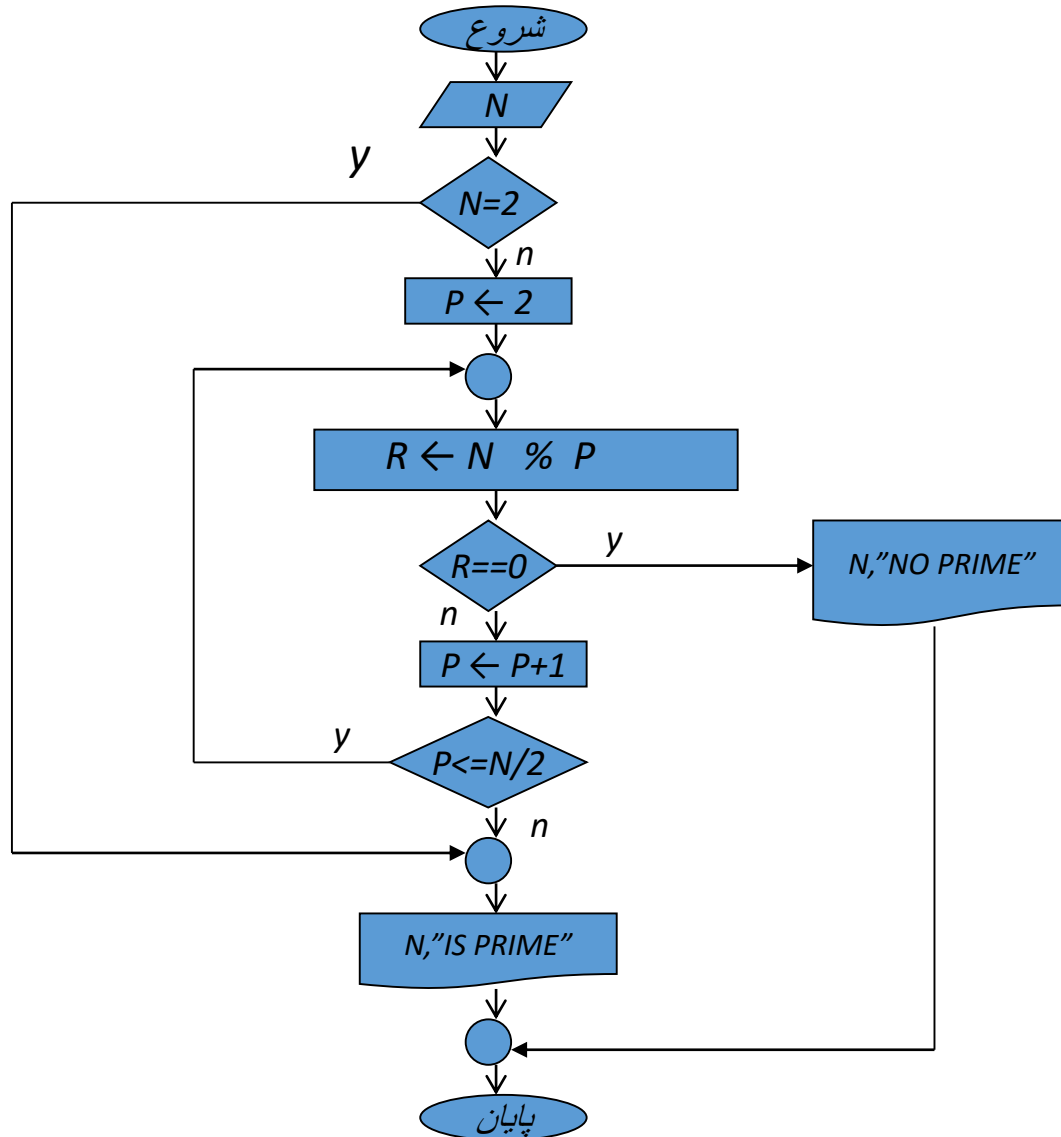 شروع
N
y
N=2
n
P ← 2
R ← N % P
y
R==0
N,”NO PRIME”
n
P ← P+1
y
P<=N/2
n
N,”IS PRIME”
پایان